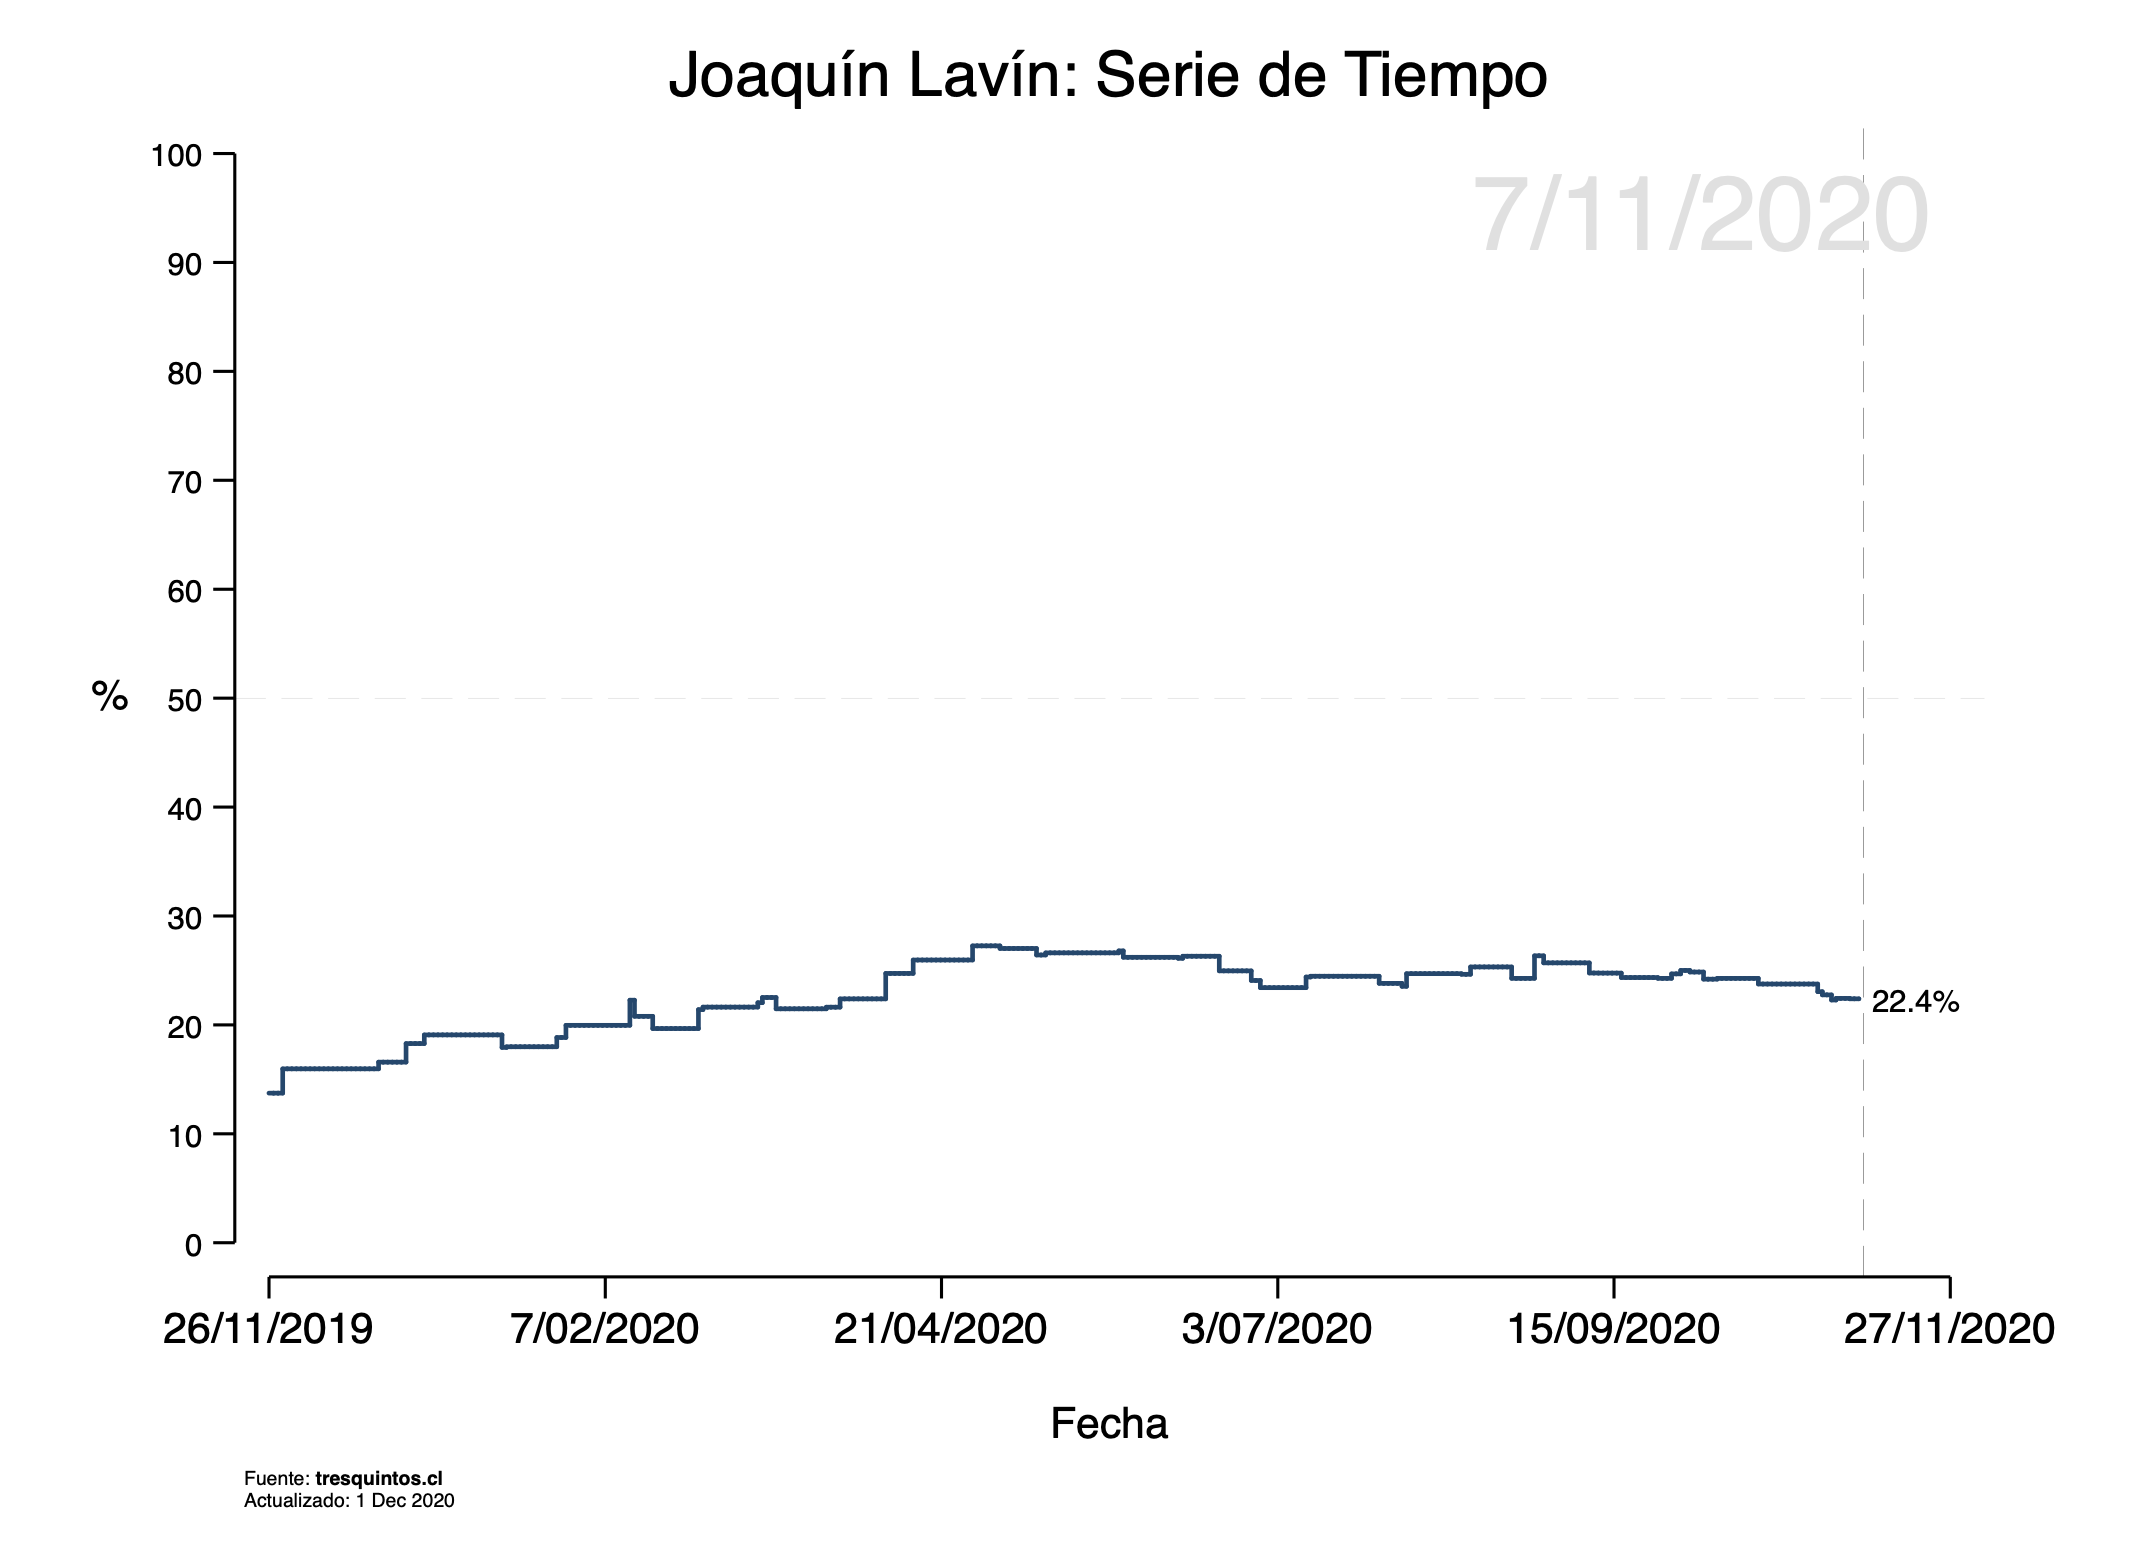 Joaquín Lavín: Serie de Tiempo
7/11/2020
100
90
80
70
60
%
50
40
30
20
10
0
22.4%
26/11/2019 7/02/2020 21/04/2020 3/07/2020 15/09/2020 27/11/2020
Fecha
Fuente: tresquintos.cl
Actualizado: 1 Dec 2020